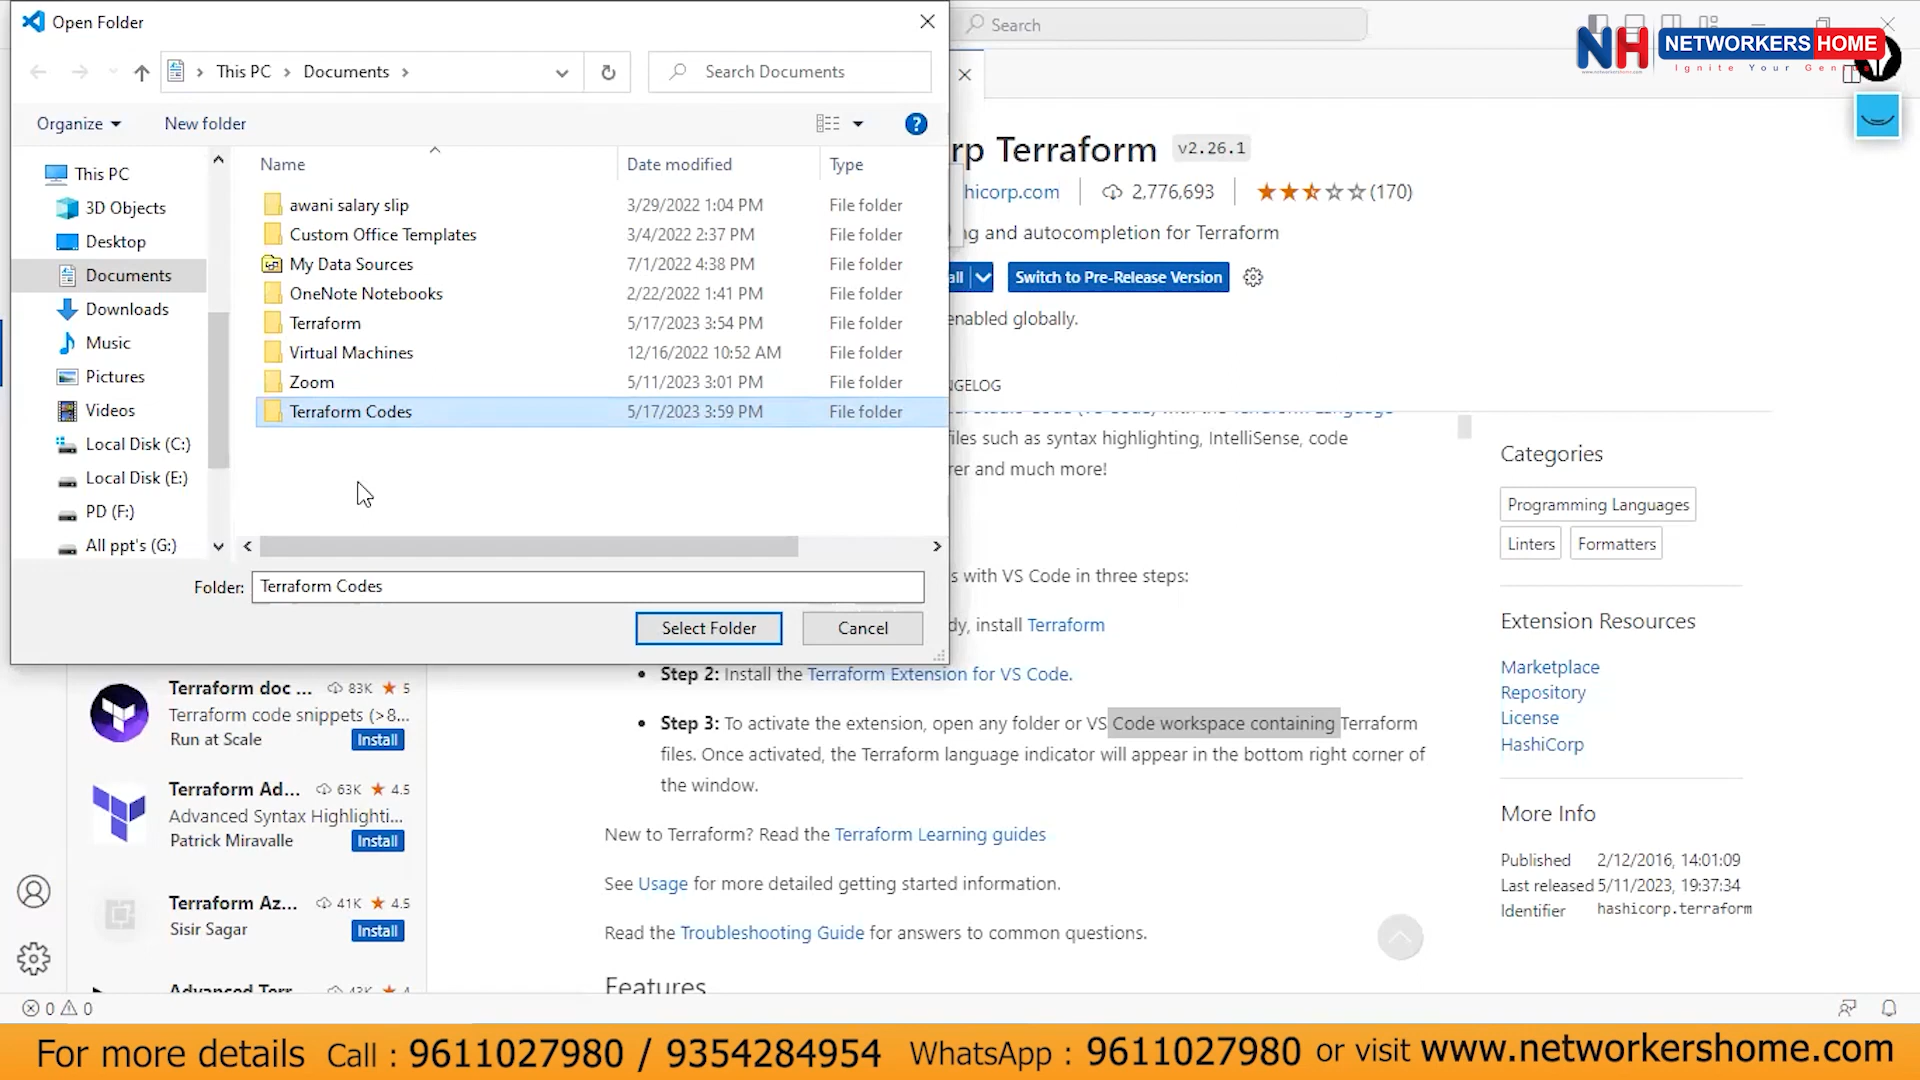 Open Folder
This PC > Documents >
Search Documents
Organize
New folder
Name
Date modified
Type
This PC
3D Objects
Desktop
Documents
Downloads
Music
Pictures
Videos
Local Disk (C:)
Local Disk (E:)
PD (F:)
All ppt's (G:)
awani salary slip 3/29/2022 1:04 PM File folder
Custom Office Templates 3/4/2022 2:37 PM File folder
My Data Sources 7/1/2022 4:38 PM File folder
OneNote Notebooks 2/22/2022 1:41 PM File folder
Terraform 5/17/2023 3:54 PM File folder
Virtual Machines 12/16/2022 10:52 AM File folder
Zoom 5/11/2023 3:01 PM File folder
Terraform Codes 5/17/2023 3:59 PM File folder
Folder: Terraform Codes
Select Folder
Cancel
Search
NH NETWORKERS HOME
Ignite Your Gen
rp Terraform v2.26.1
hicorp.com 2,776,693 (170)
ng and autocompletion for Terraform
all
Switch to Pre-Release Version
enabled globally.
NGELOG
files such as syntax highlighting, IntelliSense, code
rer and much more!
s with VS Code in three steps:
dy, install Terraform
Step 2: Install the Terraform Extension for VS Code.
Step 3: To activate the extension, open any folder or VS Code workspace containing Terraform
files. Once activated, the Terraform language indicator will appear in the bottom right corner of
the window.
New to Terraform? Read the Terraform Learning guides
See Usage for more detailed getting started information.
Read the Troubleshooting Guide for answers to common questions.
Features
Categories
Programming Languages
Linters
Formatters
Extension Resources
Marketplace
Repository
License
HashiCorp
More Info
Published 2/12/2016, 14:01:09
Last released 5/11/2023, 19:37:34
Identifier hashicorp.terraform
Terraform doc ... 83K 5
Terraform code snippets (>8...
Run at Scale Install
Terraform Ad... 63K 4.5
Advanced Syntax Highlighti...
Patrick Miravalle Install
Terraform Az... 41K 4.5
Sisir Sagar Install
0 0
For more details Call : 9611027980 / 9354284954 WhatsApp : 9611027980 or visit www.networkershome.com